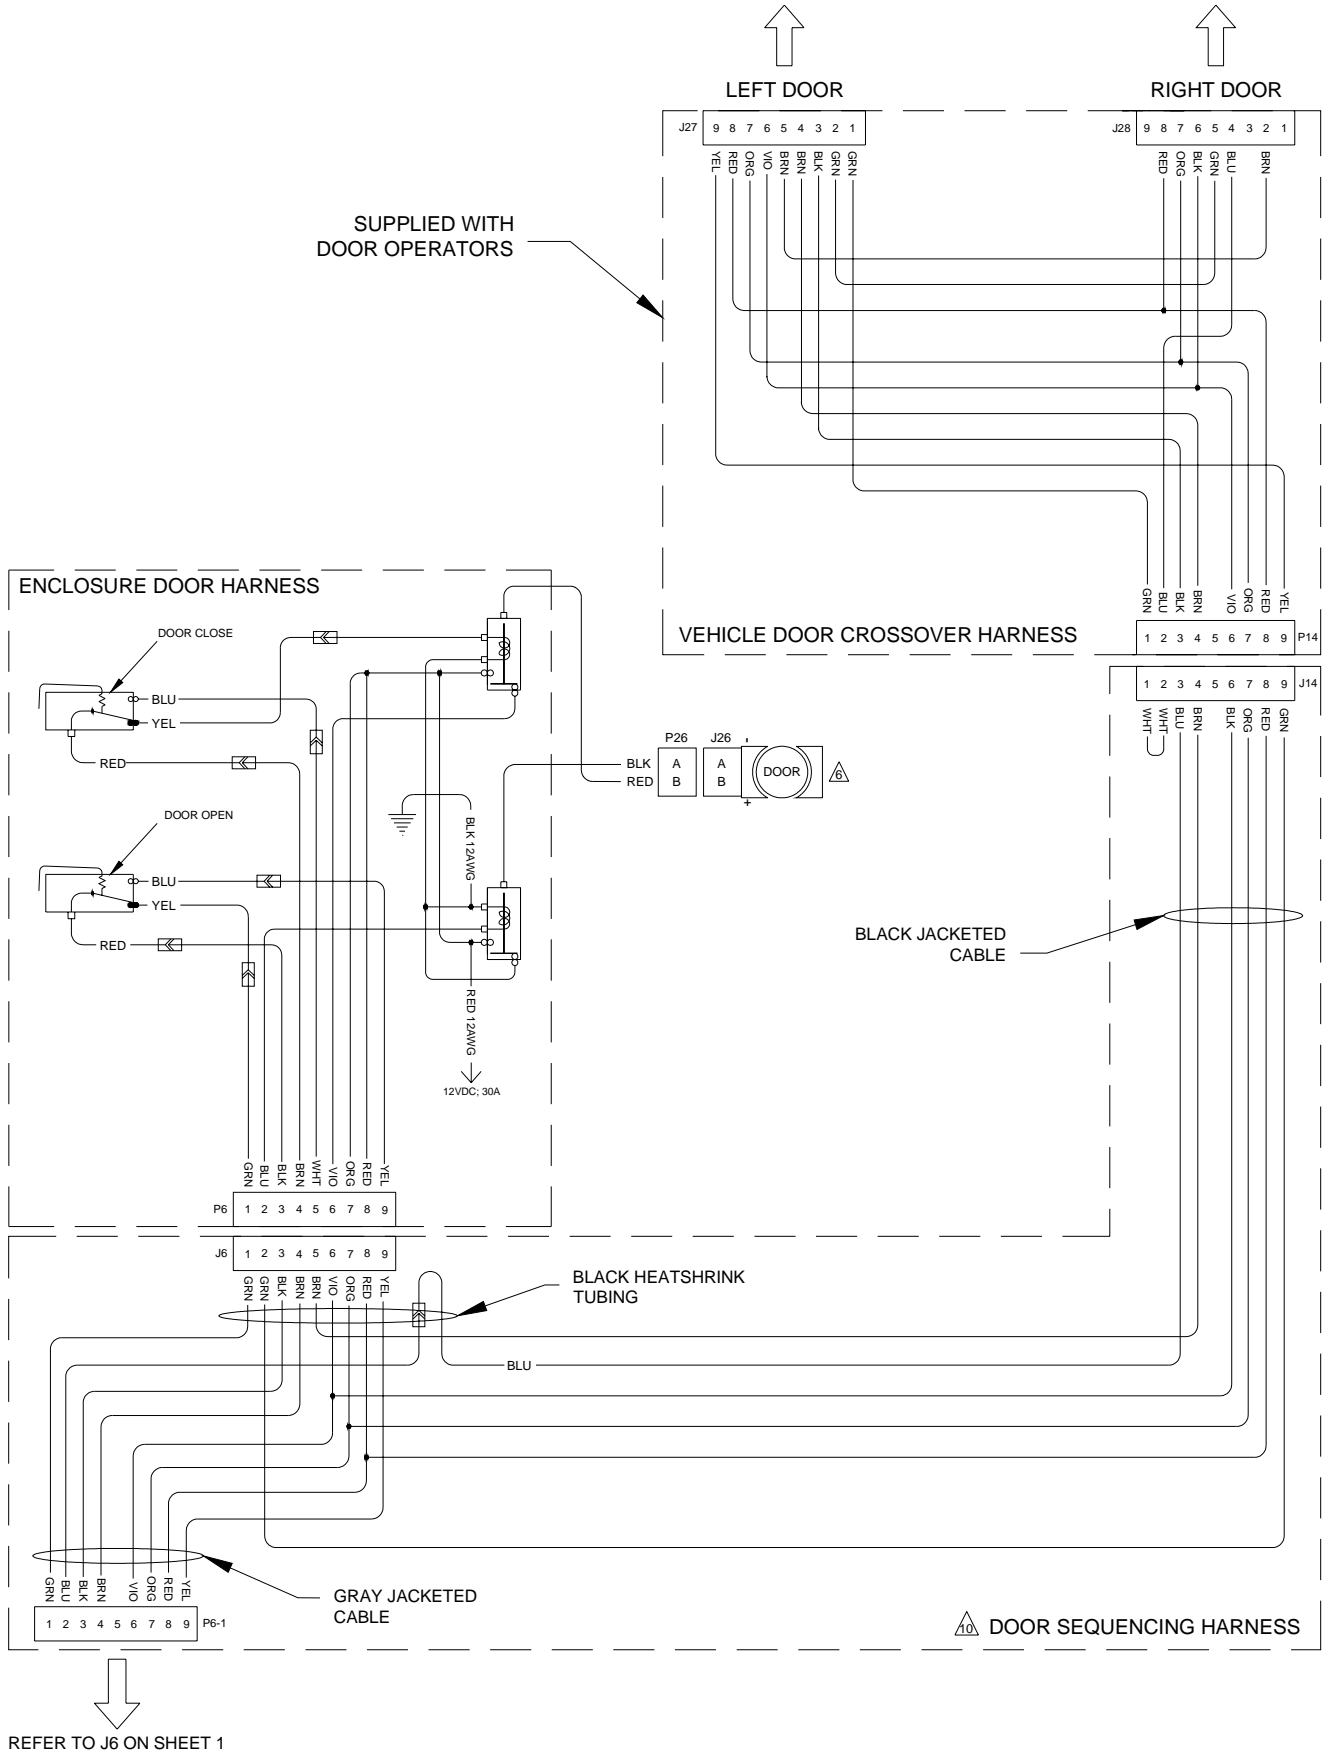 LEFT DOOR
RIGHT DOOR
J27 9 8 7 6 5 4 3 2 1
J28 9 8 7 6 5 4 3 2 1
YEL RED ORG VIO BRN BRN BLK GRN GRN
RED ORG BLK GRN BLU BRN
SUPPLIED WITH
DOOR OPERATORS
GRN BLU BLK BRN VIO ORG RED YEL
VEHICLE DOOR CROSSOVER HARNESS
1 2 3 4 5 6 7 8 9 P14
1 2 3 4 5 6 7 8 9 J14
WHT WHT BLU BRN BLK ORG RED GRN
ENCLOSURE DOOR HARNESS
DOOR CLOSE
BLU
YEL
RED
P26 J26
BLK A A
RED B B
-
+
DOOR
6
DOOR OPEN
BLU
YEL
RED
BLK 12AWG
RED 12AWG
12VDC; 30A
BLACK JACKETED
CABLE
GRN BLU BLK BRN WHT VIO ORG RED YEL
P6 1 2 3 4 5 6 7 8 9
J6 1 2 3 4 5 6 7 8 9
GRN GRN BLK BRN BRN VIO ORG RED YEL
BLACK HEATSHRINK
TUBING
BLU
GRN BLU BLK BRN VIO ORG RED YEL
1 2 3 4 5 6 7 8 9 P6-1
GRAY JACKETED
CABLE
10 DOOR SEQUENCING HARNESS
REFER TO J6 ON SHEET 1